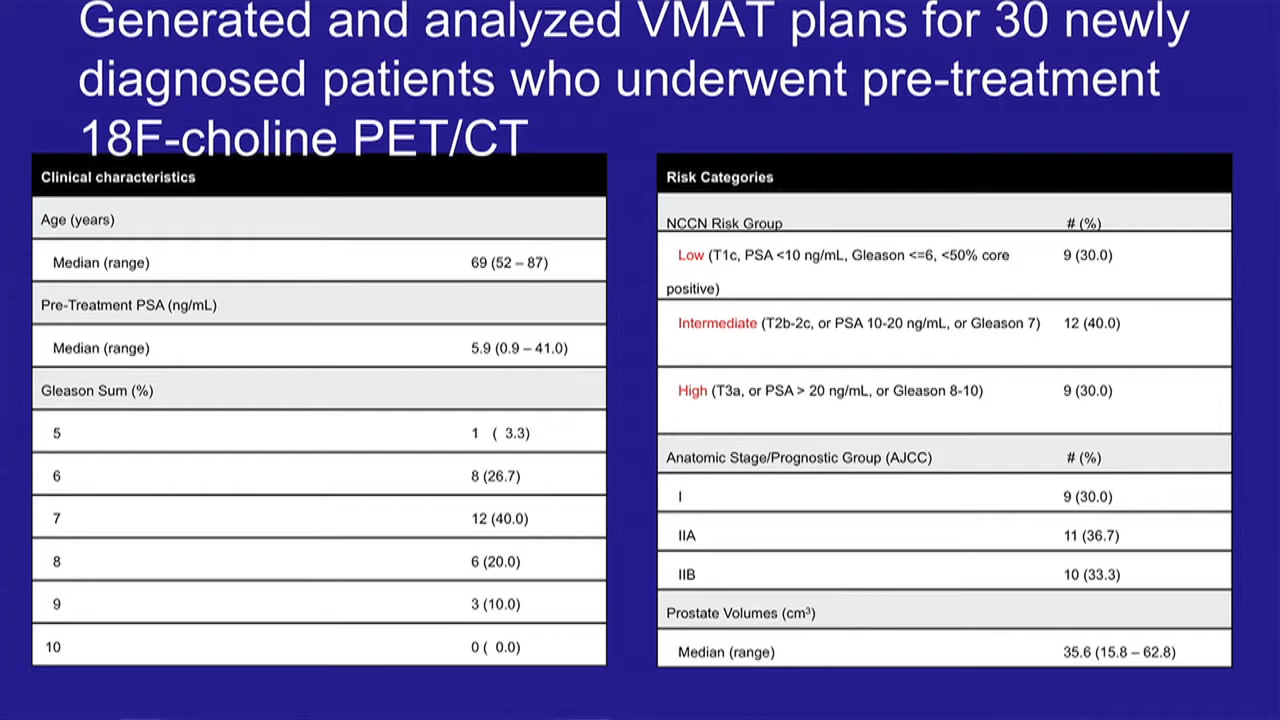 Generated and analyzed VMAT plans for 30 newly
diagnosed patients who underwent pre-treatment
18F-choline PET/CT
Clinical characteristics
Age (years)
Median (range) 69 (52 – 87)
Pre-Treatment PSA (ng/mL)
Median (range) 5.9 (0.9 – 41.0)
Gleason Sum (%)
5 1 ( 3.3)
6 8 (26.7)
7 12 (40.0)
8 6 (20.0)
9 3 (10.0)
10 0 ( 0.0)
Risk Categories
NCCN Risk Group # (%)
Low (T1c, PSA <10 ng/mL, Gleason <=6, <50% core 9 (30.0)
positive)
Intermediate (T2b-2c, or PSA 10-20 ng/mL, or Gleason 7) 12 (40.0)
High (T3a, or PSA > 20 ng/mL, or Gleason 8-10) 9 (30.0)
Anatomic Stage/Prognostic Group (AJCC) # (%)
I 9 (30.0)
IIA 11 (36.7)
IIB 10 (33.3)
Prostate Volumes (cm³)
Median (range) 35.6 (15.8 – 62.8)